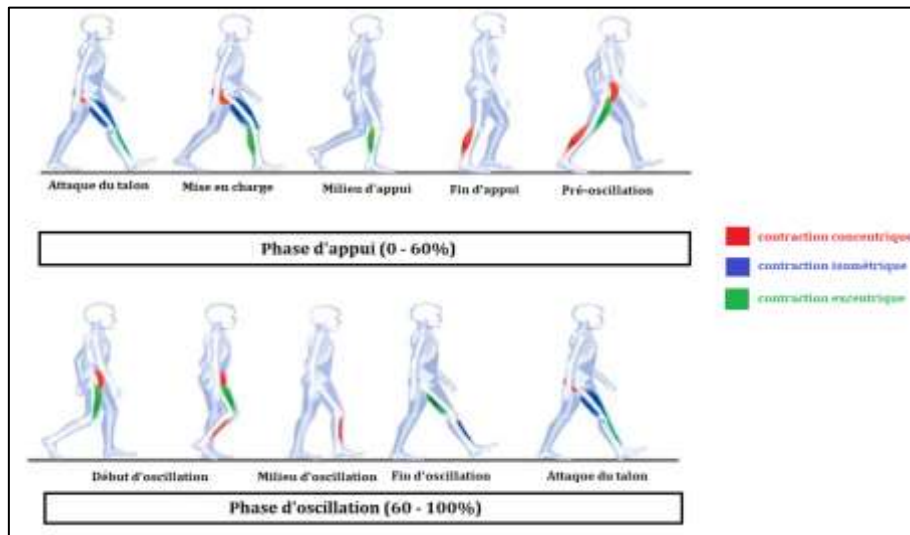 Attaque du talon
Mise en charge
Milieu d'appui
Fin d'appui
Pré-oscillation
Phase d'appui (0 - 60%)
contraction concentrique
contraction isométrique
contraction excentrique
Début d'oscillation
Milieu d'oscillation
Fin d'oscillation
Attaque du talon
Phase d'oscillation (60 - 100%)